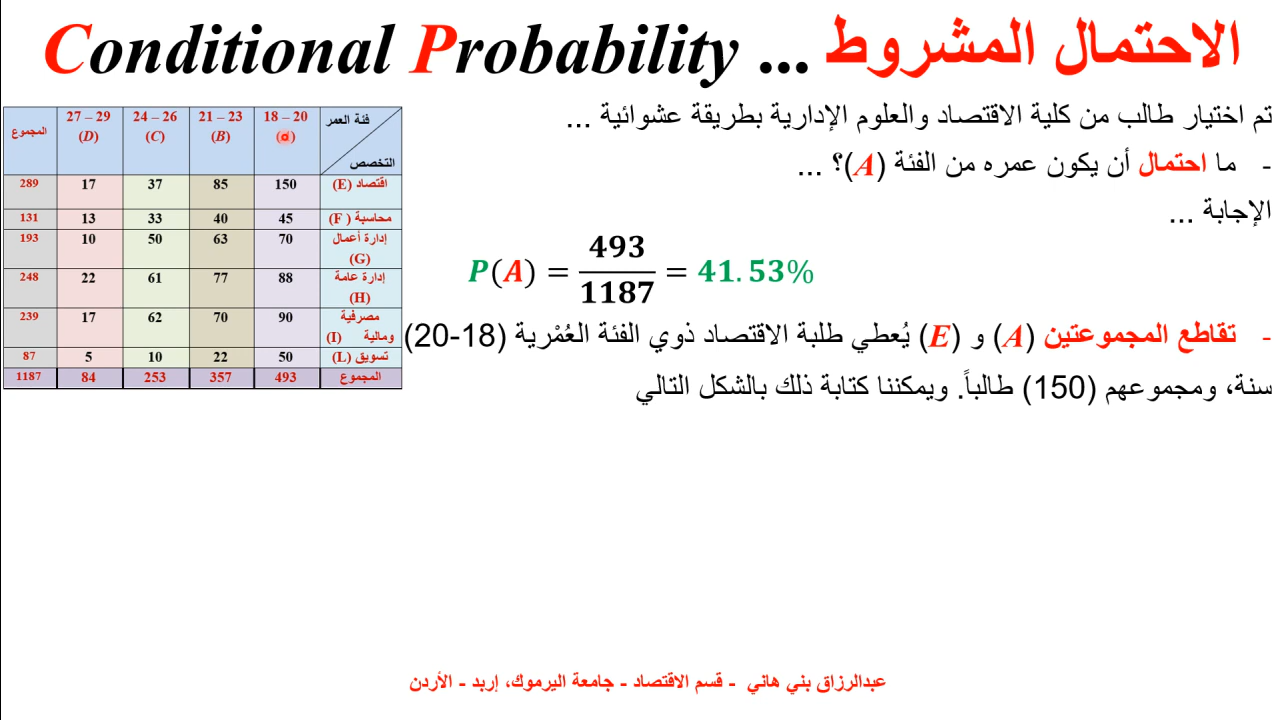 الاحتمال المشروط ... Conditional Probability
تم اختيار طالب من كلية الاقتصاد والعلوم الإدارية بطريقة عشوائية ...
- ما احتمال أن يكون عمره من الفئة (A)؟ ...
الإجابة ...
P(A) = 493/1187 = 41.53%
- تقاطع المجموعتين (A) و (E) يُعطي طلبة الاقتصاد ذوي الفئة العُمْرية (18-20)
سنة، ومجموعهم (150) طالباً. ويمكننا كتابة ذلك بالشكل التالي
فئة العمر 18 – 20 21 – 23 24 – 26 27 – 29 المجموع
التخصص (B) (C) (D)
اقتصاد (E) 150 85 37 17 289
محاسبة (F) 45 40 33 13 131
إدارة أعمال 70 63 50 10 193
(G)
إدارة عامة 88 77 61 22 248
(H)
مصرفية 90 70 62 17 239
ومالية (I)
تسويق (L) 50 22 10 5 87
المجموع 493 357 253 84 1187
عبدالرزاق بني هاني - قسم الاقتصاد - جامعة اليرموك، إربد - الأردن